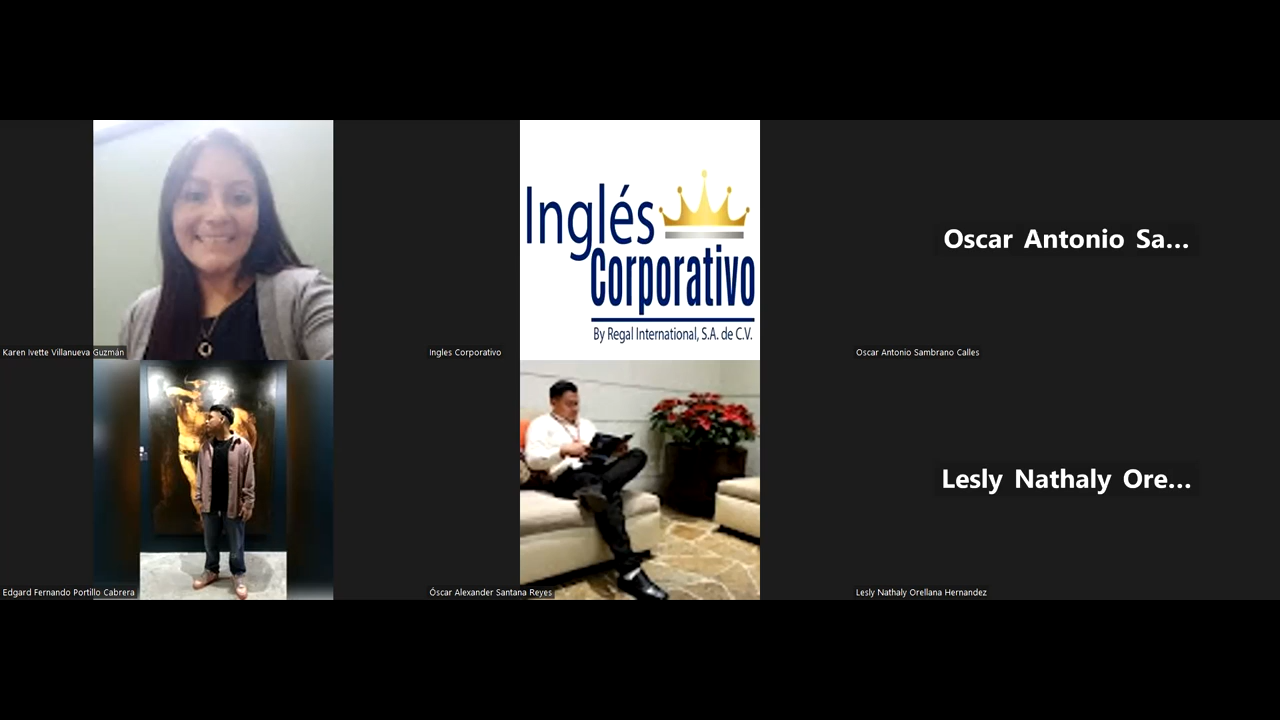 Inglés
Corporativo
By Regal International, S.A. de C.V.
Oscar Antonio Sa...
Karen Ivette Villanueva Guzmán
Ingles Corporativo
Oscar Antonio Sambrano Calles
Lesly Nathaly Ore...
Edgard Fernando Portillo Cabrera
Óscar Alexander Santana Reyes
Lesly Nathaly Orellana Hernandez